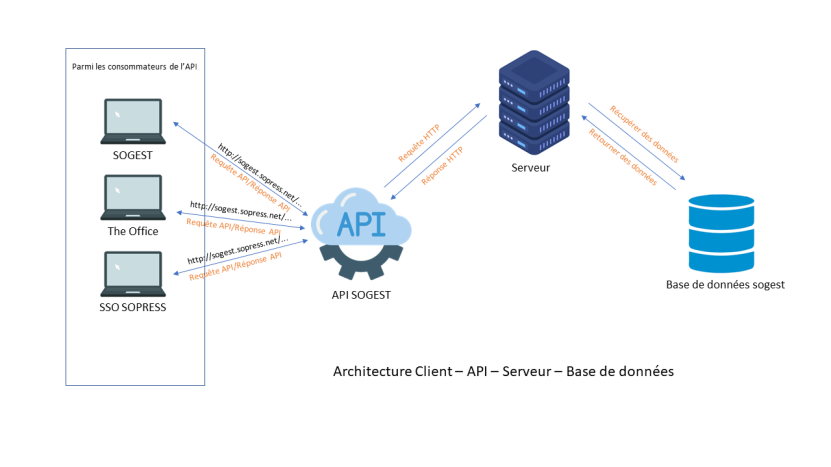 Parmi les consommateurs de l'API
SOGEST
The Office
SSO SOPRESS
http://sogest.sopress.net/...
Requête API/Réponse API
http://sogest.sopress.net/...
Requête API/Réponse API
http://sogest.sopress.net/...
Requête API/Réponse API
API
API SOGEST
Requête HTTP
Réponse HTTP
Serveur
Récupérer des données
Retourner des données
Base de données sogest
Architecture Client – API – Serveur – Base de données